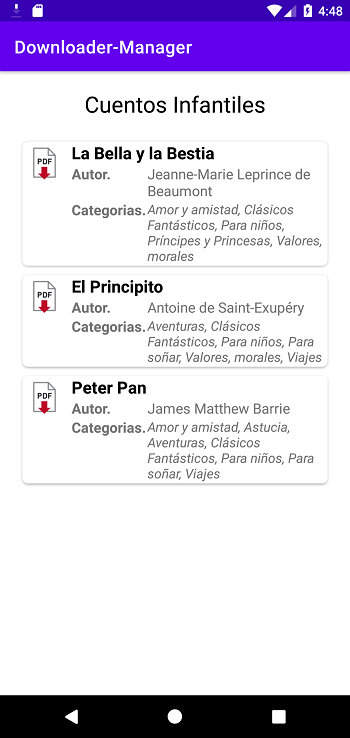 4:48
Downloader-Manager
Cuentos Infantiles
PDF
La Bella y la Bestia
Autor. Jeanne-Marie Leprince de
Beaumont
Categorias. Amor y amistad, Clásicos
Fantásticos, Para niños,
Príncipes y Princesas, Valores,
morales
PDF
El Principito
Autor. Antoine de Saint-Exupéry
Categorias. Aventuras, Clásicos
Fantásticos, Para niños, Para
soñar, Valores, morales, Viajes
PDF
Peter Pan
Autor. James Matthew Barrie
Categorias. Amor y amistad, Astucia,
Aventuras, Clásicos
Fantásticos, Para niños, Para
soñar, Viajes